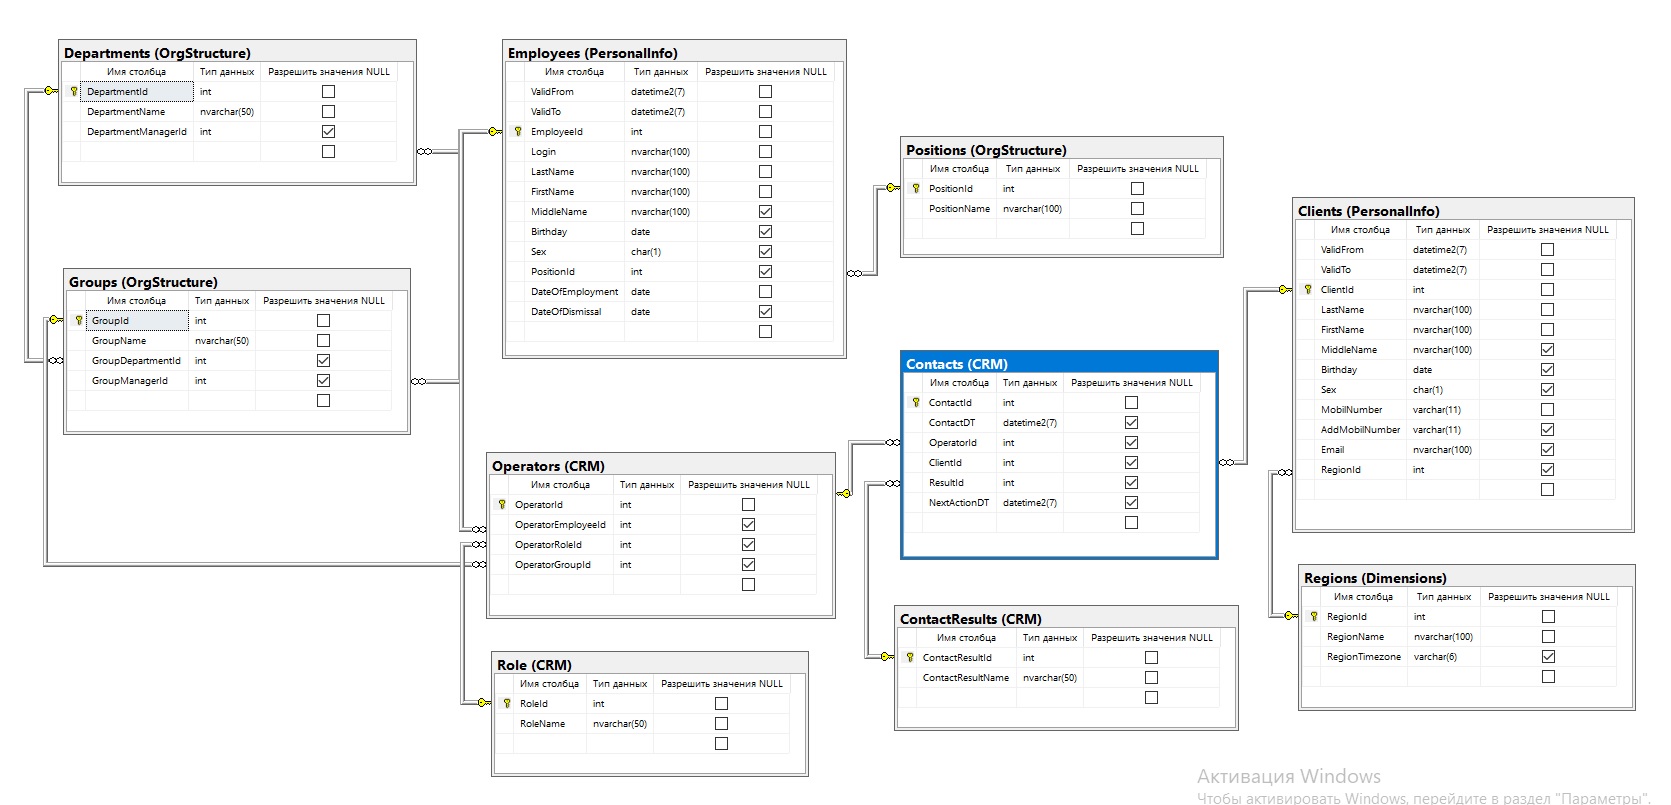 Departments (OrgStructure)
Имя столбца Тип данных Разрешить значения NULL
DepartmentId int
DepartmentName nvarchar(50)
DepartmentManagerId int
Groups (OrgStructure)
Имя столбца Тип данных Разрешить значения NULL
GroupId int
GroupName nvarchar(50)
GroupDepartmentId int
GroupManagerId int
Employees (PersonalInfo)
Имя столбца Тип данных Разрешить значения NULL
ValidFrom datetime2(7)
ValidTo datetime2(7)
EmployeeId int
Login nvarchar(100)
LastName nvarchar(100)
FirstName nvarchar(100)
MiddleName nvarchar(100)
Birthday date
Sex char(1)
PositionId int
DateOfEmployment date
DateOfDismissal date
Operators (CRM)
Имя столбца Тип данных Разрешить значения NULL
OperatorId int
OperatorEmployeeId int
OperatorRoleId int
OperatorGroupId int
Role (CRM)
Имя столбца Тип данных Разрешить значения NULL
RoleId int
RoleName nvarchar(50)
Positions (OrgStructure)
Имя столбца Тип данных Разрешить значения NULL
PositionId int
PositionName nvarchar(100)
Contacts (CRM)
Имя столбца Тип данных Разрешить значения NULL
ContactId int
ContactDT datetime2(7)
OperatorId int
ClientId int
ResultId int
NextActionDT datetime2(7)
ContactResults (CRM)
Имя столбца Тип данных Разрешить значения NULL
ContactResultId int
ContactResultName nvarchar(50)
Clients (PersonalInfo)
Имя столбца Тип данных Разрешить значения NULL
ValidFrom datetime2(7)
ValidTo datetime2(7)
ClientId int
LastName nvarchar(100)
FirstName nvarchar(100)
MiddleName nvarchar(100)
Birthday date
Sex char(1)
MobilNumber varchar(11)
AddMobilNumber varchar(11)
Email nvarchar(100)
RegionId int
Regions (Dimensions)
Имя столбца Тип данных Разрешить значения NULL
RegionId int
RegionName nvarchar(100)
RegionTimezone varchar(6)
Активация Windows
Чтобы активировать Windows, перейдите в раздел "Параметры".